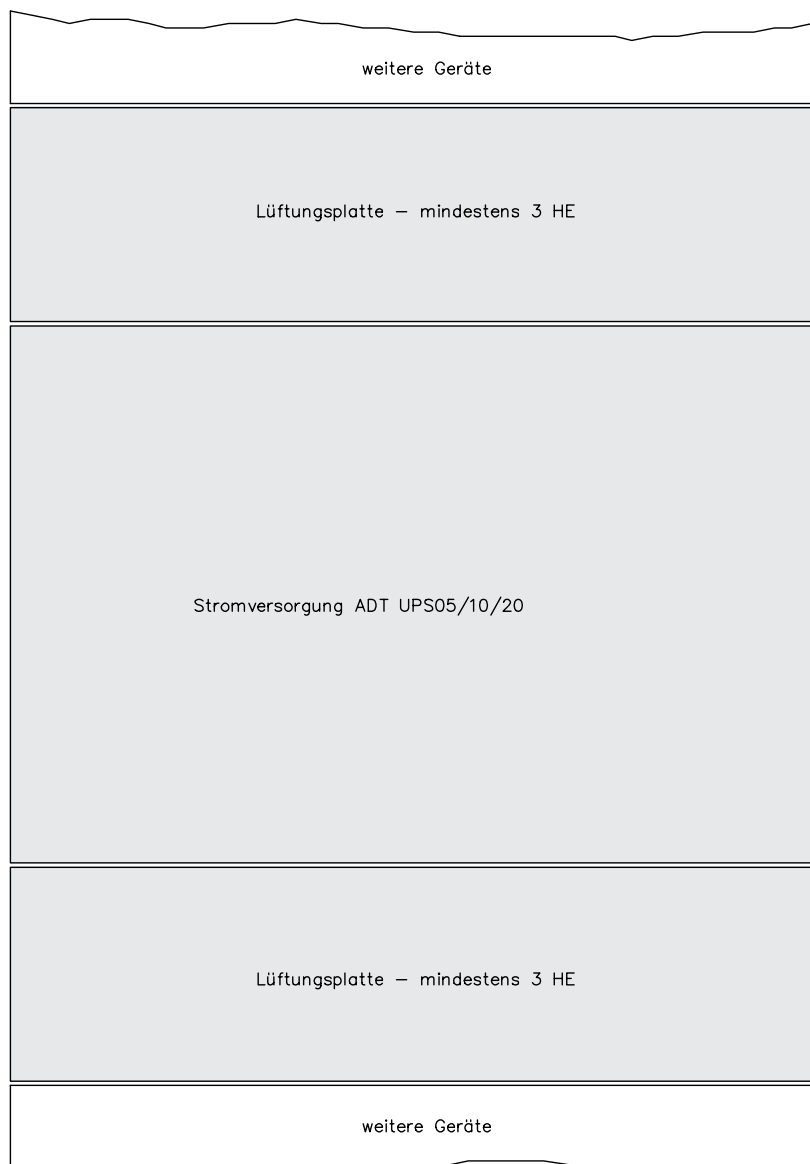 weitere Geräte
Lüftungsplatte – mindestens 3 HE
Stromversorgung ADT UPS05/10/20
Lüftungsplatte – mindestens 3 HE
weitere Geräte